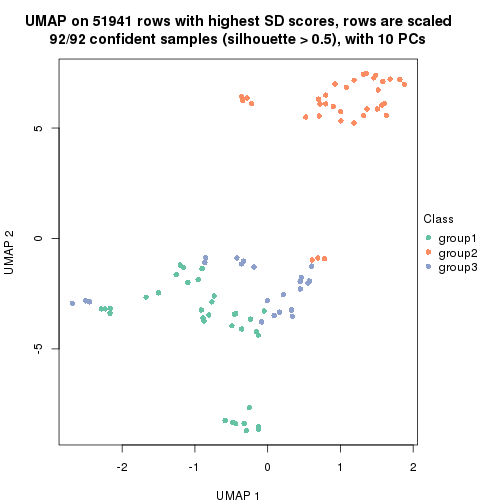 UMAP on 51941 rows with highest SD scores, rows are scaled
92/92 confident samples (silhouette > 0.5), with 10 PCs
5
0
-5
UMAP 2
Class
group1
group2
group3
-2
-1
0
1
2
UMAP 1